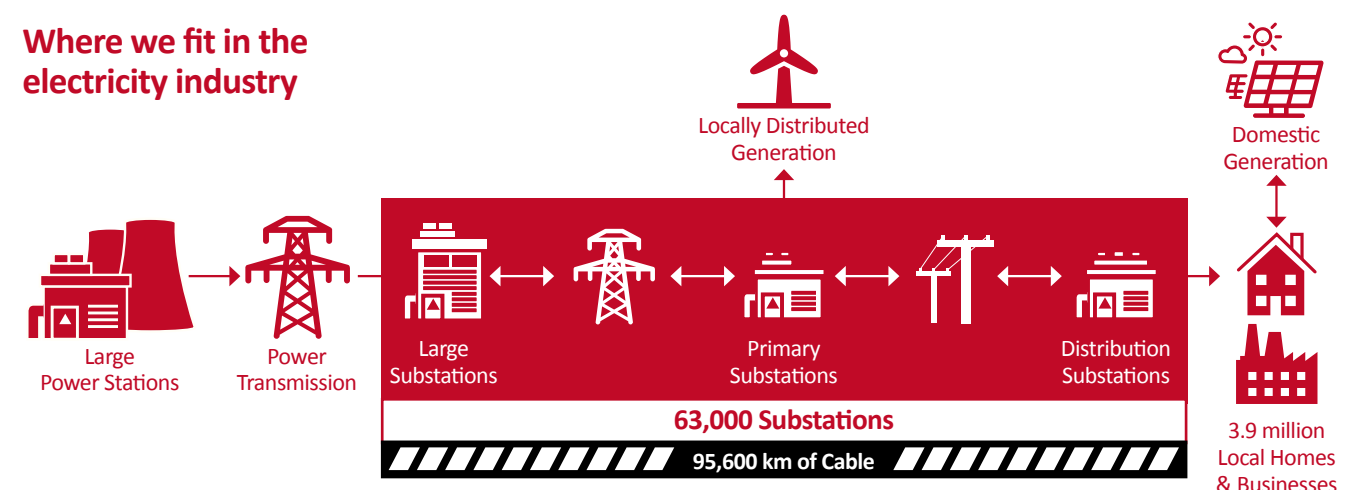 Where we fit in the
electricity industry
Locally Distributed
Generation
Domestic
Generation
Large
Power Stations
Power
Transmission
Large
Substations
Primary
Substations
Distribution
Substations
63,000 Substations
95,600 km of Cable
3.9 million
Local Homes
& Businesses